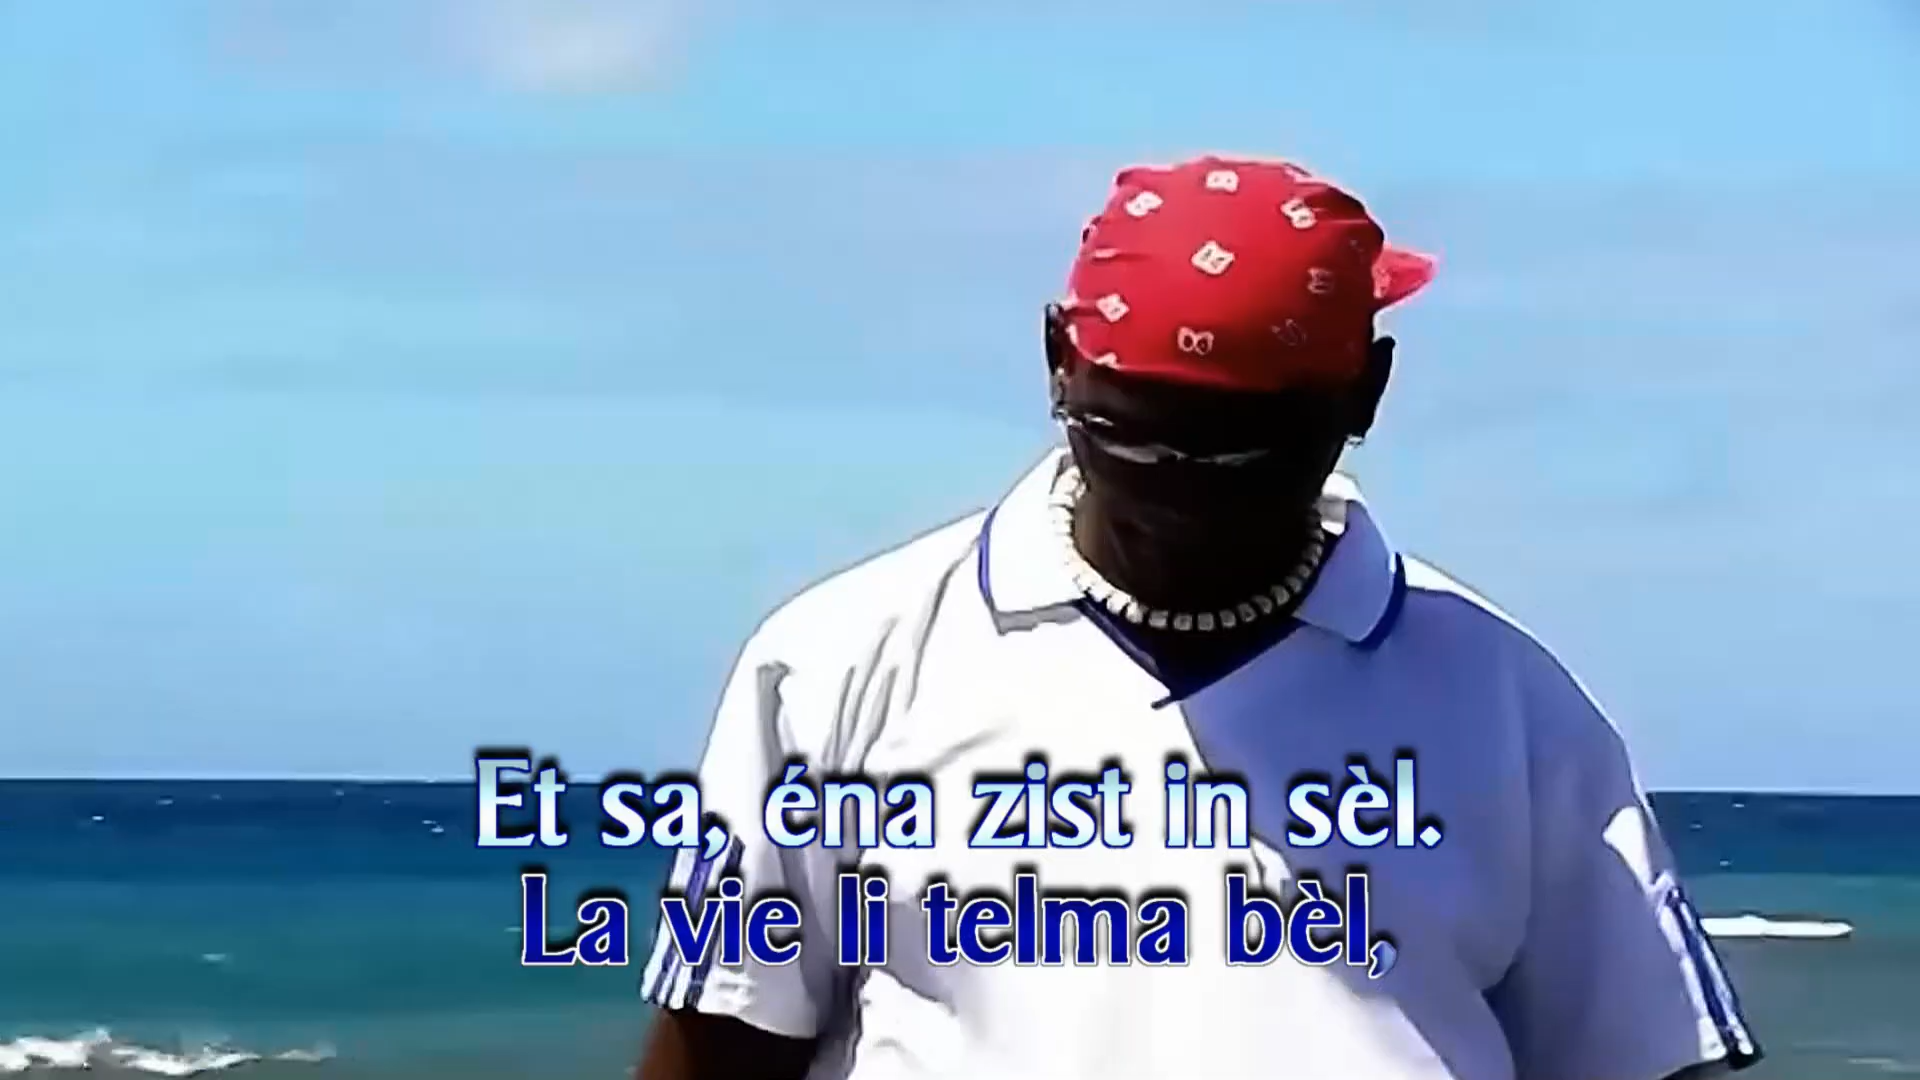 Et sa, éna zist in sèl.
La vie li telma bèl,